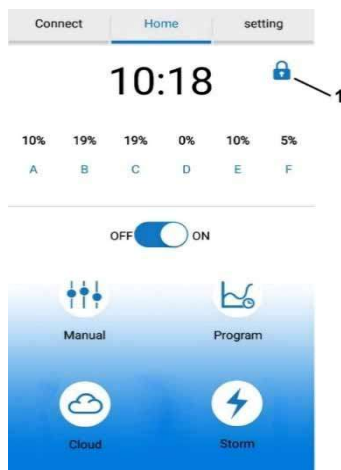 Connect Home setting
10:18
1
10% 19% 19% 0% 10% 5%
A B C D E F
OFF ON
Manual Program
Cloud Storm